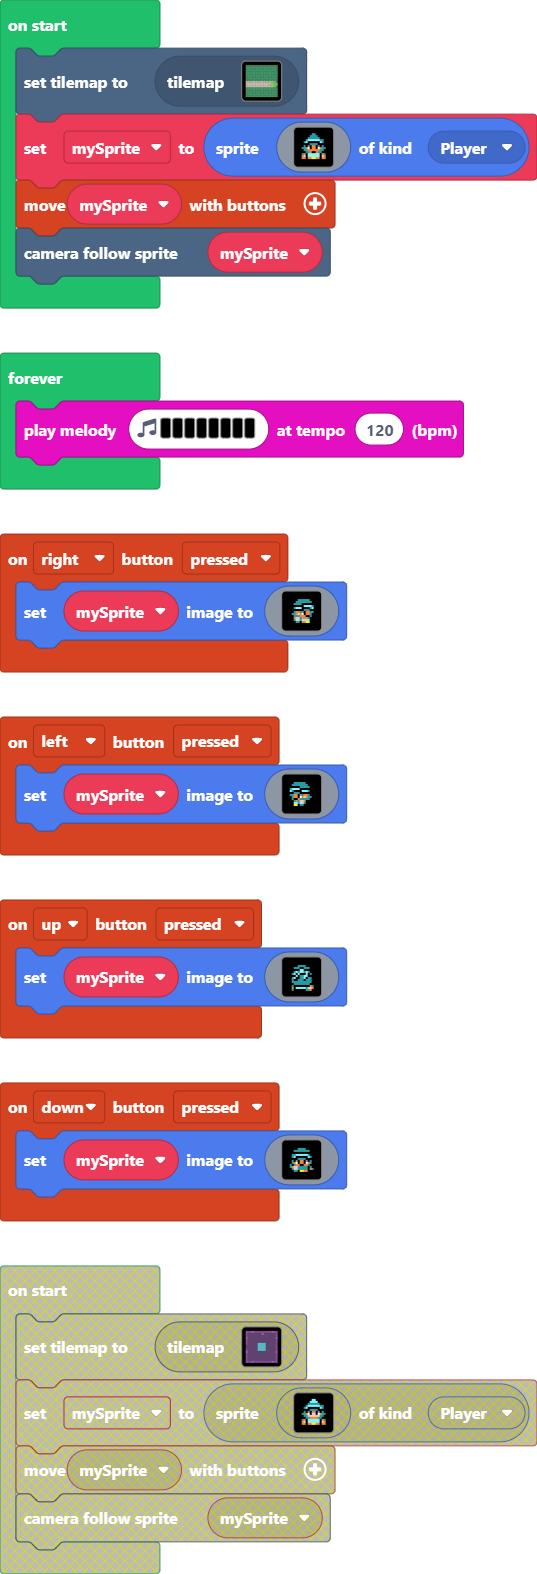 on start
set tilemap to tilemap
set mySprite to sprite of kind Player
move mySprite with buttons
camera follow sprite mySprite
forever
play melody at tempo 120 (bpm)
on right button pressed
set mySprite image to
on left button pressed
set mySprite image to
on up button pressed
set mySprite image to
on down button pressed
set mySprite image to
on start
set tilemap to tilemap
set mySprite to sprite of kind Player
move mySprite with buttons
camera follow sprite mySprite